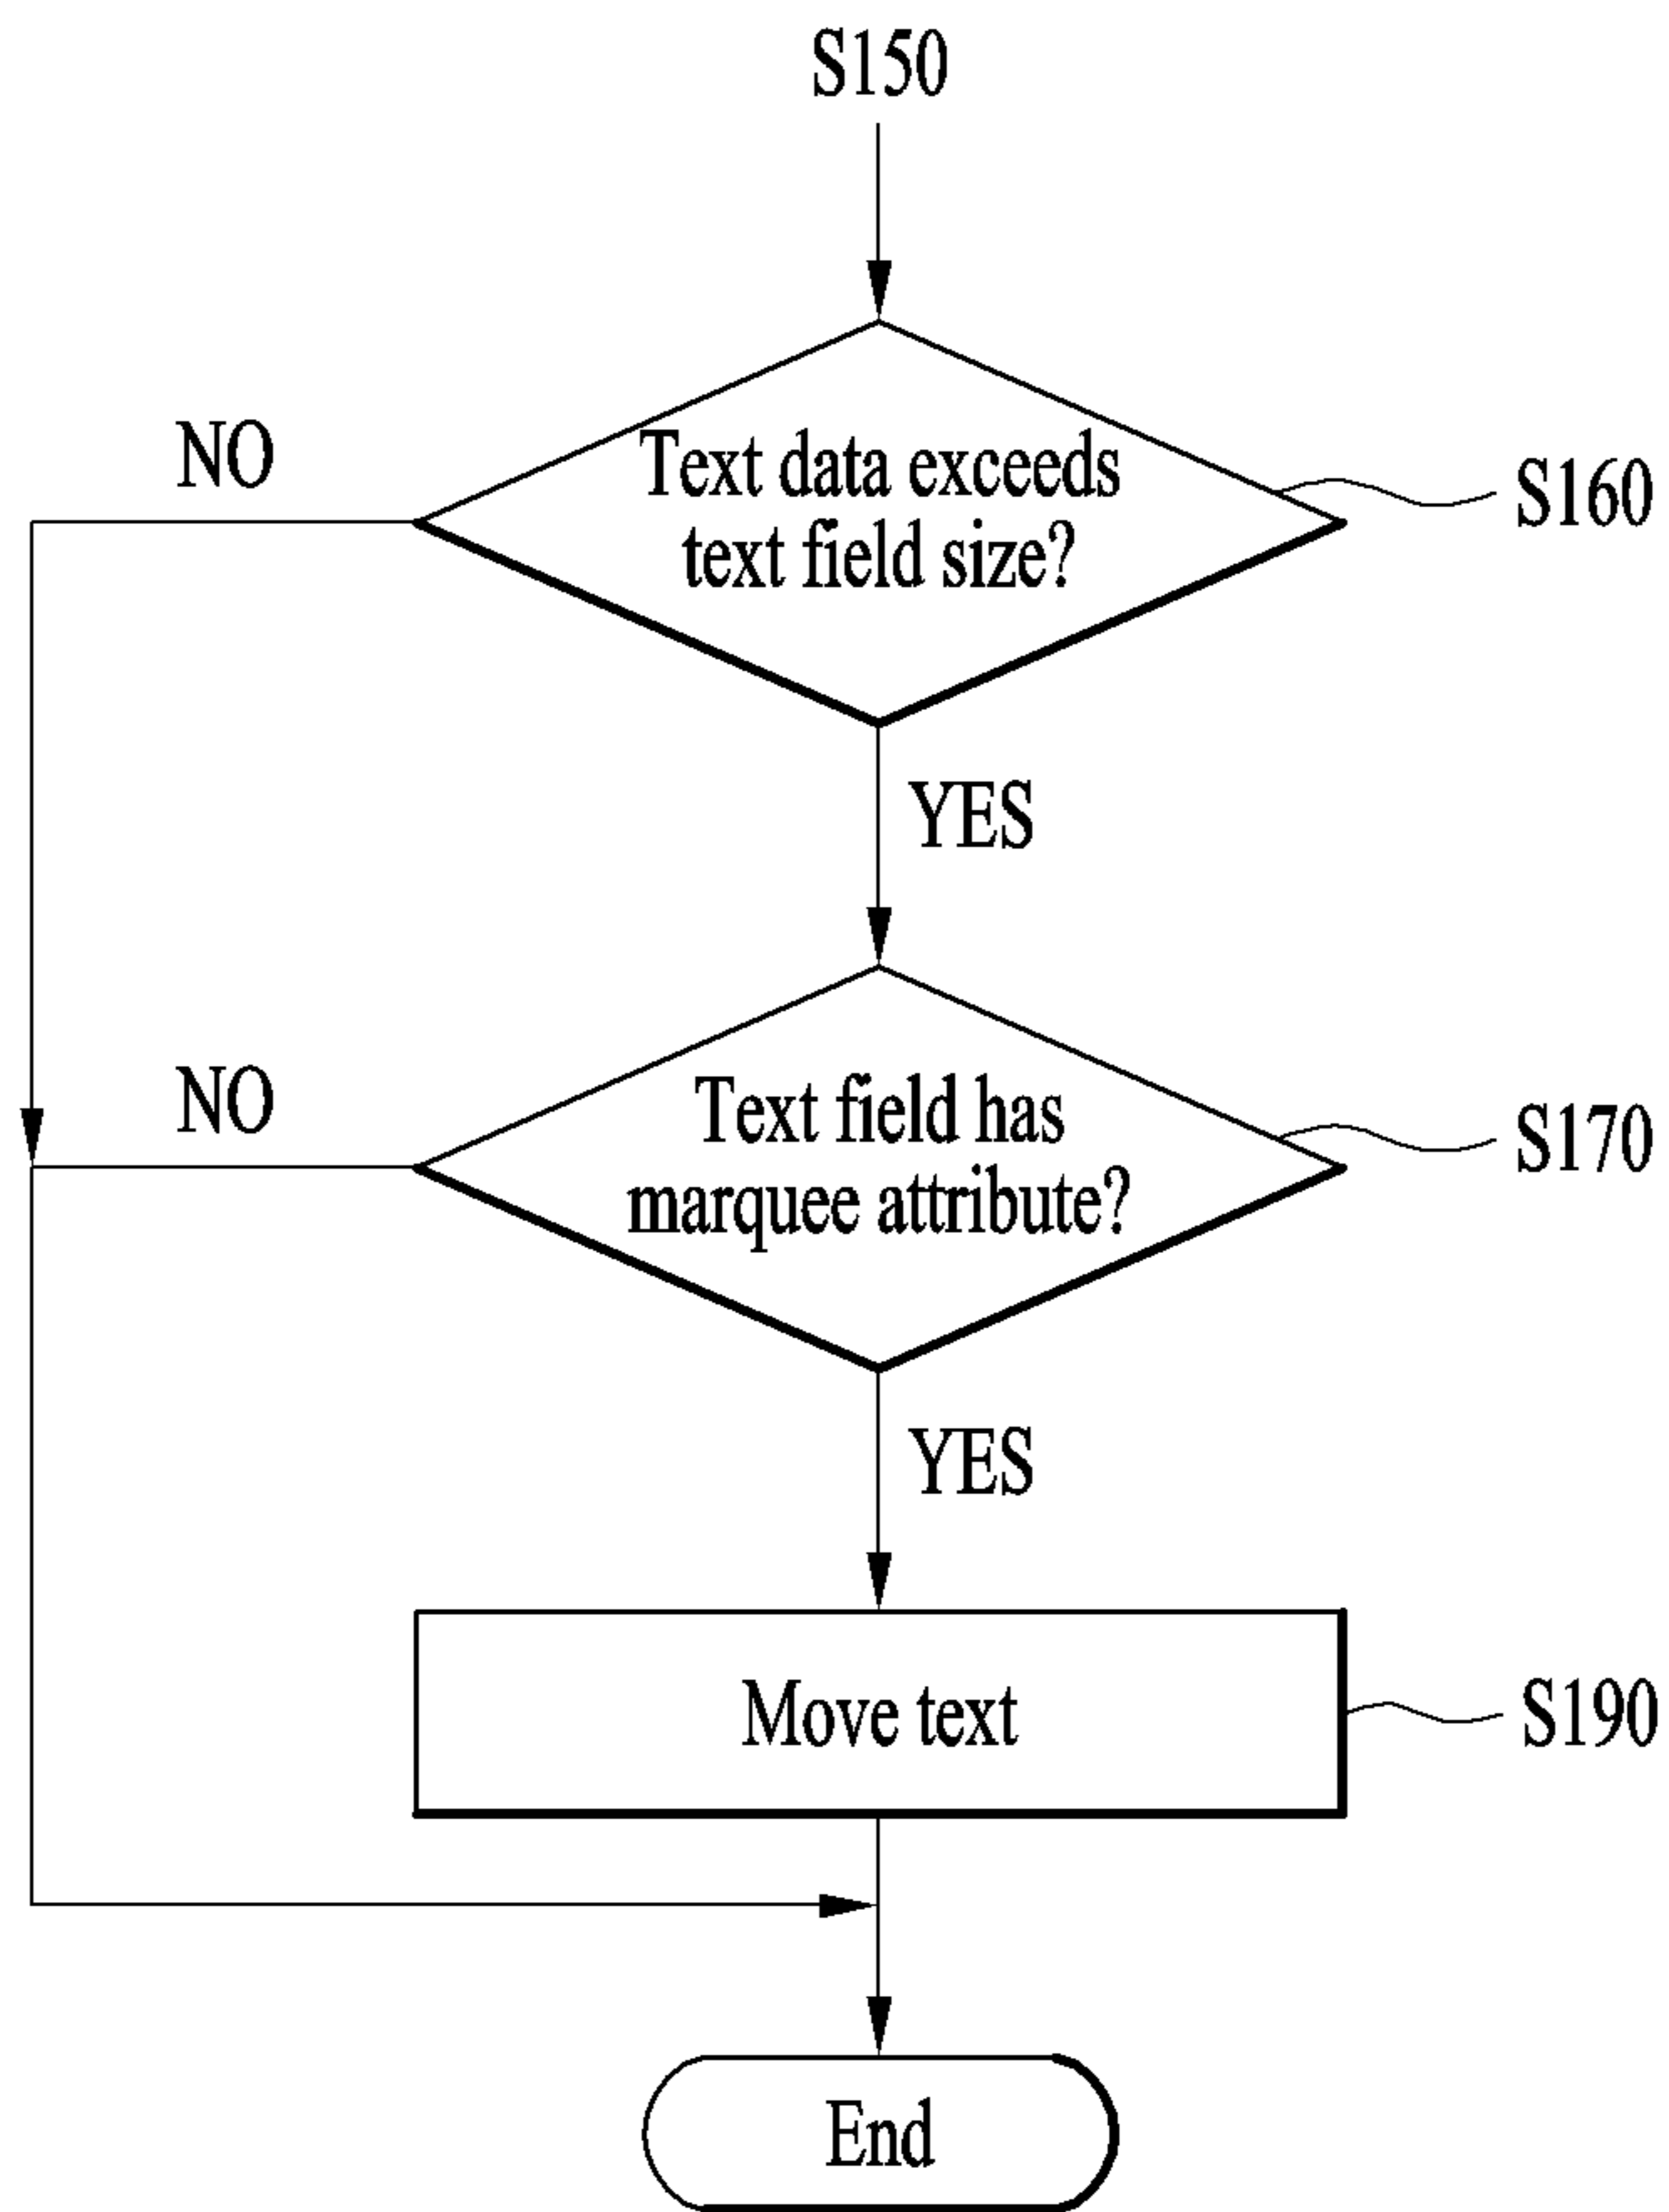 S150
NO
Text data exceeds
text field size?
S160
YES
NO
Text field has
marquee attribute?
S170
YES
Move text
S190
End